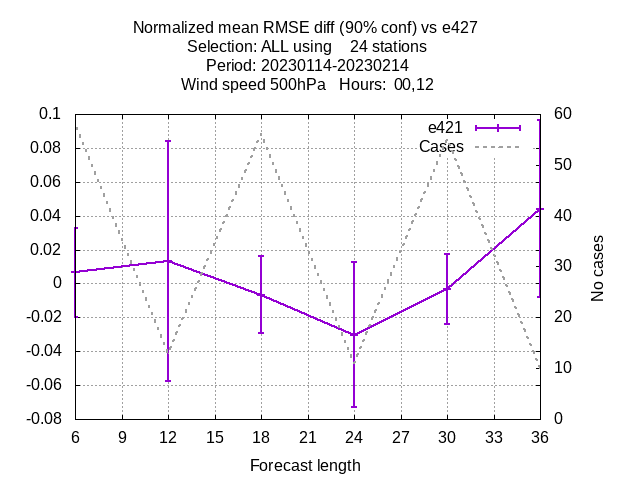 Normalized mean RMSE diff (90% conf) vs e427
Selection: ALL using    24 stations
Period: 20230114-20230214
Wind speed 500hPa   Hours:  00,12
0.1
0.08
0.06
0.04
0.02
0
-0.02
-0.04
-0.06
-0.08
e421
Cases
60
50
40
30
20
10
0
No cases
6 9 12 15 18 21 24 27 30 33 36
Forecast length